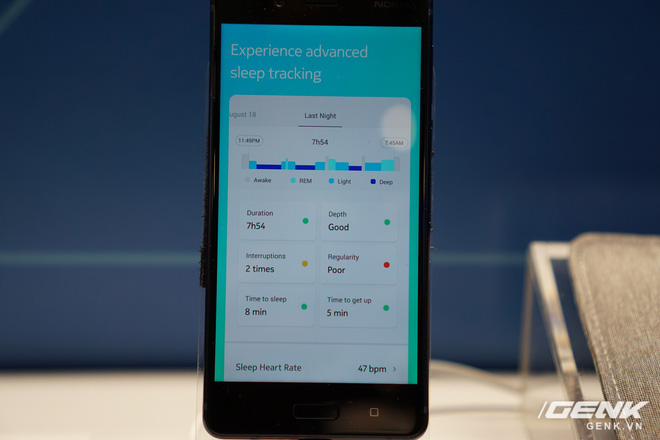 NOKIA
Experience advanced
sleep tracking
ugust 18
Last Night
11:49PM
7h54
7:45AM
Awake
REM
Light
Deep
Duration
7h54
Depth
Good
Interruptions
2 times
Regularity
Poor
Time to sleep
8 min
Time to get up
5 min
Sleep Heart Rate
47 bpm
GENK
GENK.VN